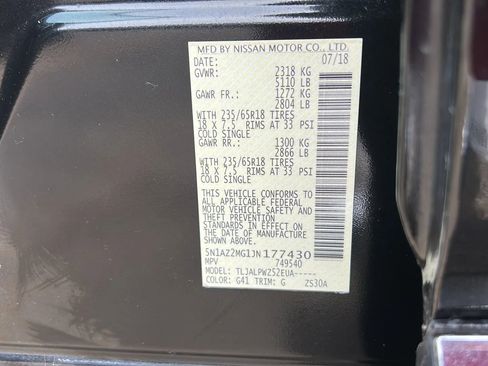 MFD BY NISSAN MOTOR CO., LTD.
DATE: 07/18
GVWR: 2318 KG
5110 LB
GAWR FR.: 1272 KG
2804 LB
WITH 235/65R18 TIRES
18 x 7.5 RIMS AT 33 PSI
COLD SINGLE
GAWR RR.: 1300 KG
2866 LB
WITH 235/65R18 TIRES
18 x 7.5 RIMS AT 33 PSI
COLD SINGLE
THIS VEHICLE CONFORMS TO
ALL APPLICABLE FEDERAL
MOTOR VEHICLE SAFETY AND
THEFT PREVENTION STANDARDS
IN EFFECT ON THE DATE OF
MANUFACTURE SHOWN ABOVE.
5N1AZ2MG1JN177430
MPV 749540
MODEL: TLJALPWZ52EUA-----
COLOR: G41 TRIM: G ZS30A